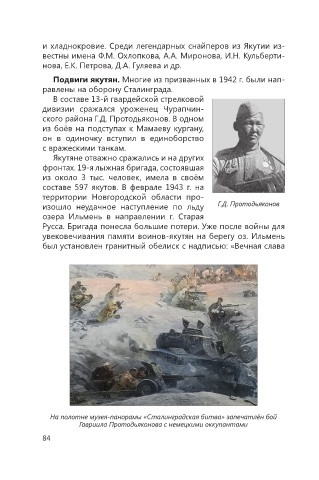 и хладнокровие. Среди легендарных снайперов из Якутии из-
вестны имена Ф.М. Охлопкова, А.А. Миронова, И.Н. Кульберти-
нова, Е.К. Петрова, Д.А. Гуляева и др.
Подвиги якутян. Многие из призванных в 1942 г. были нап-
равлены на оборону Сталинграда.
В составе 13-й гвардейской стрелковой
дивизии сражался уроженец Чурапчин-
ского района Г.Д. Протодьяконов. В одном
из боёв на подступах к Мамаеву кургану,
он в одиночку вступил в единоборство
с вражескими танкам.
Якутяне отважно сражались и на других
фронтах. 19-я лыжная бригада, состоявшая
из около 3 тыс. человек, имела в своём
составе 597 якутов. В феврале 1943 г. на
территории Новгородской области про-
изошло неудачное наступление по льду
озера Ильмень в направлении г. Старая
Русса. Бригада понесла большие потери. Уже после войны для
увековечивания памяти воинов-якутян на берегу оз. Ильмень
был установлен гранитный обелиск с надписью: «Вечная слава
Г.Д. Протодьяконов
На полотне музея-панорамы «Сталинградская битва» запечатлён бой
Гавриила Протодьяконова с немецкими оккупантами
84